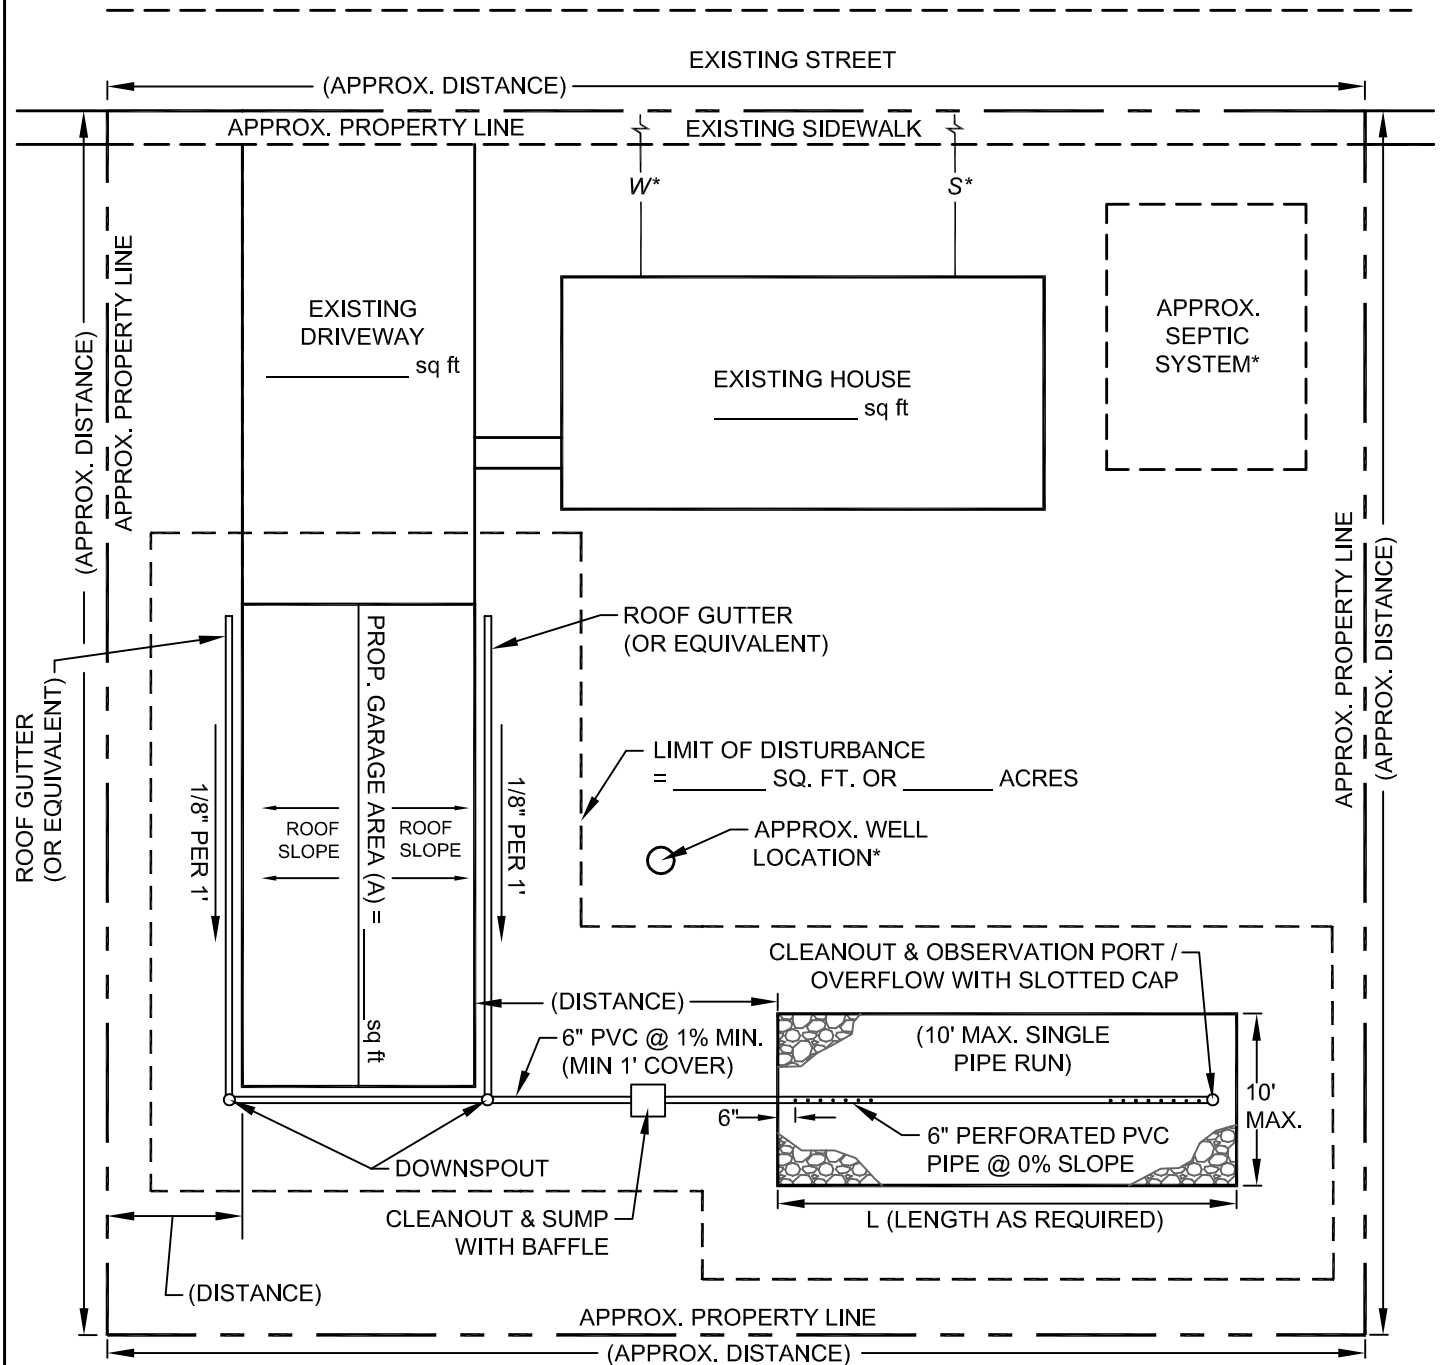 EXISTING STREET
(APPROX. DISTANCE)
APPROX. PROPERTY LINE
EXISTING SIDEWALK
W*
S*
(APPROX. DISTANCE)
APPROX. PROPERTY LINE
EXISTING
DRIVEWAY
________ sq ft
EXISTING HOUSE
________ sq ft
APPROX.
SEPTIC
SYSTEM*
APPROX. PROPERTY LINE
(APPROX. DISTANCE)
ROOF GUTTER
(OR EQUIVALENT)
ROOF GUTTER
(OR EQUIVALENT)
1/8" PER 1'
PROP. GARAGE AREA (A) = ______ sq ft
ROOF
SLOPE
ROOF
SLOPE
1/8" PER 1'
LIMIT OF DISTURBANCE
= ______ SQ. FT. OR ______ ACRES
APPROX. WELL
LOCATION*
CLEANOUT & OBSERVATION PORT /
OVERFLOW WITH SLOTTED CAP
(DISTANCE)
6" PVC @ 1% MIN.
(MIN 1' COVER)
(10' MAX. SINGLE
PIPE RUN)
10'
MAX.
6"
6" PERFORATED PVC
PIPE @ 0% SLOPE
DOWNSPOUT
CLEANOUT & SUMP
WITH BAFFLE
L (LENGTH AS REQUIRED)
(DISTANCE)
APPROX. PROPERTY LINE
(APPROX. DISTANCE)